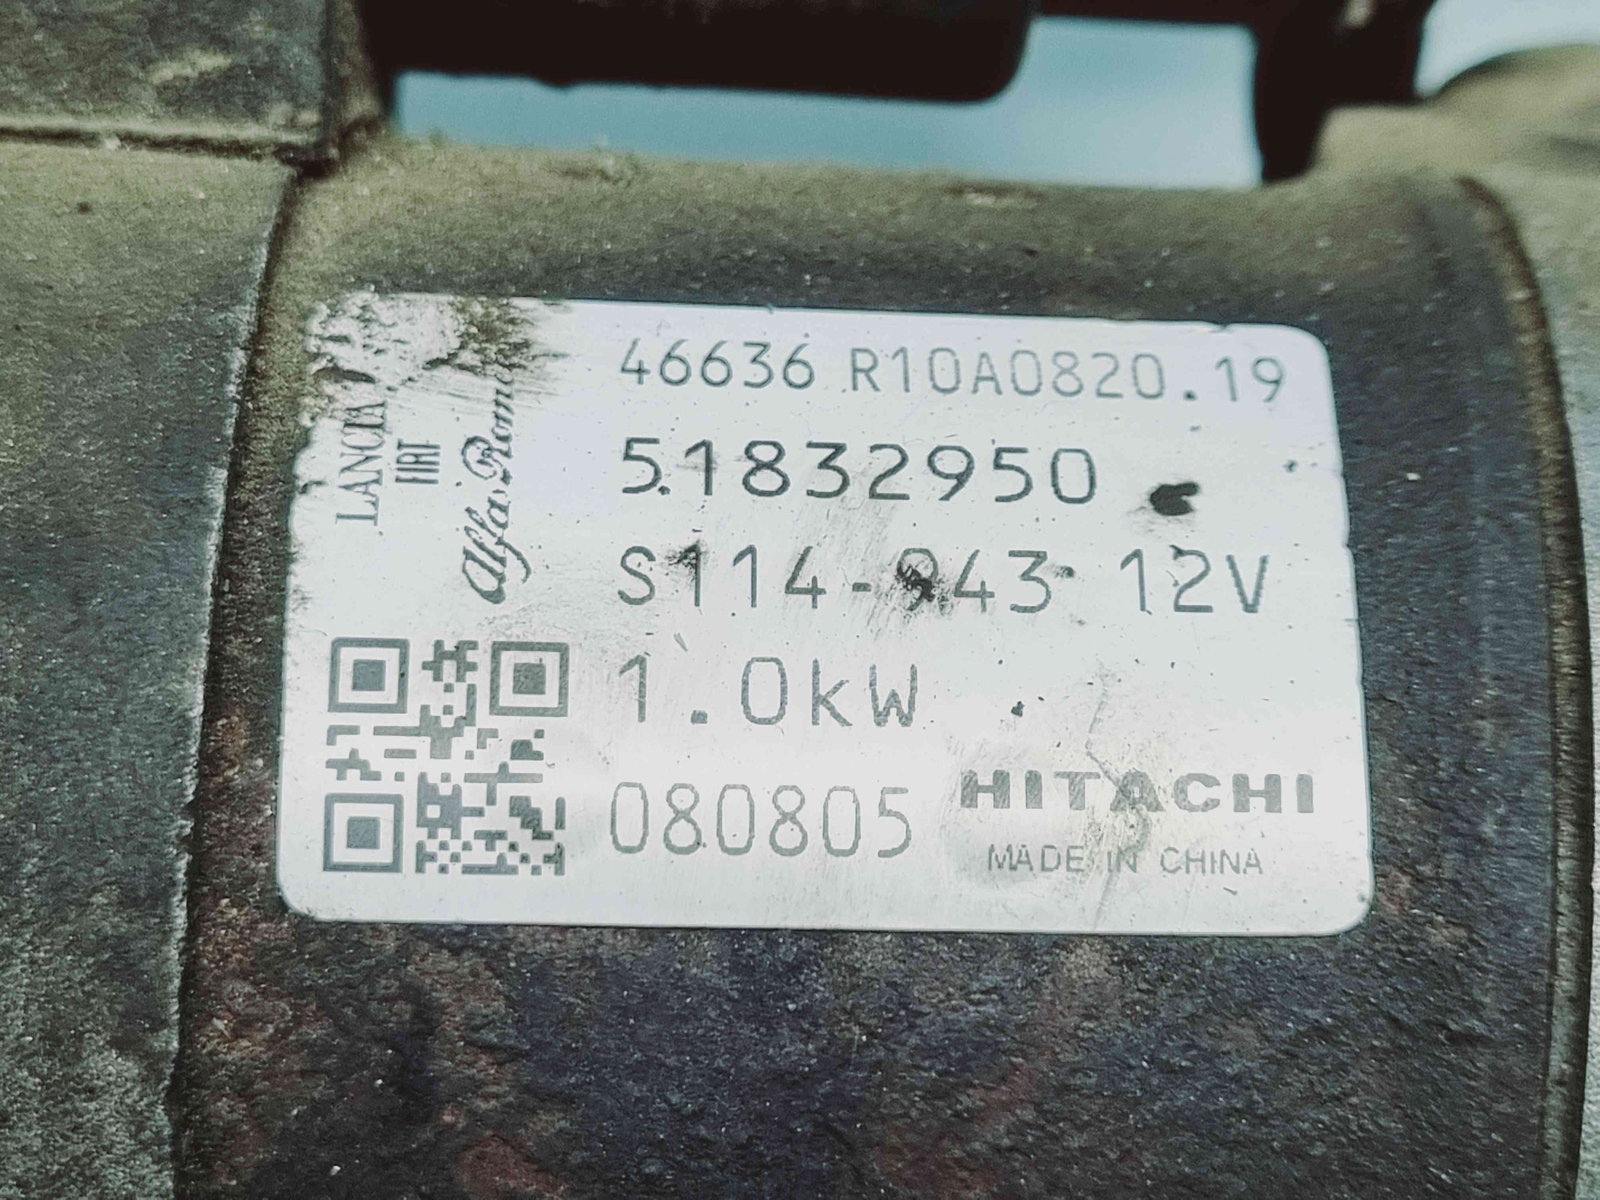 LANCIA
FIAT
Alfa Romeo
46636 R10A0820.19
51832950
S114-943 12V
1.0kW
080805
HITACHI
MADE IN CHINA